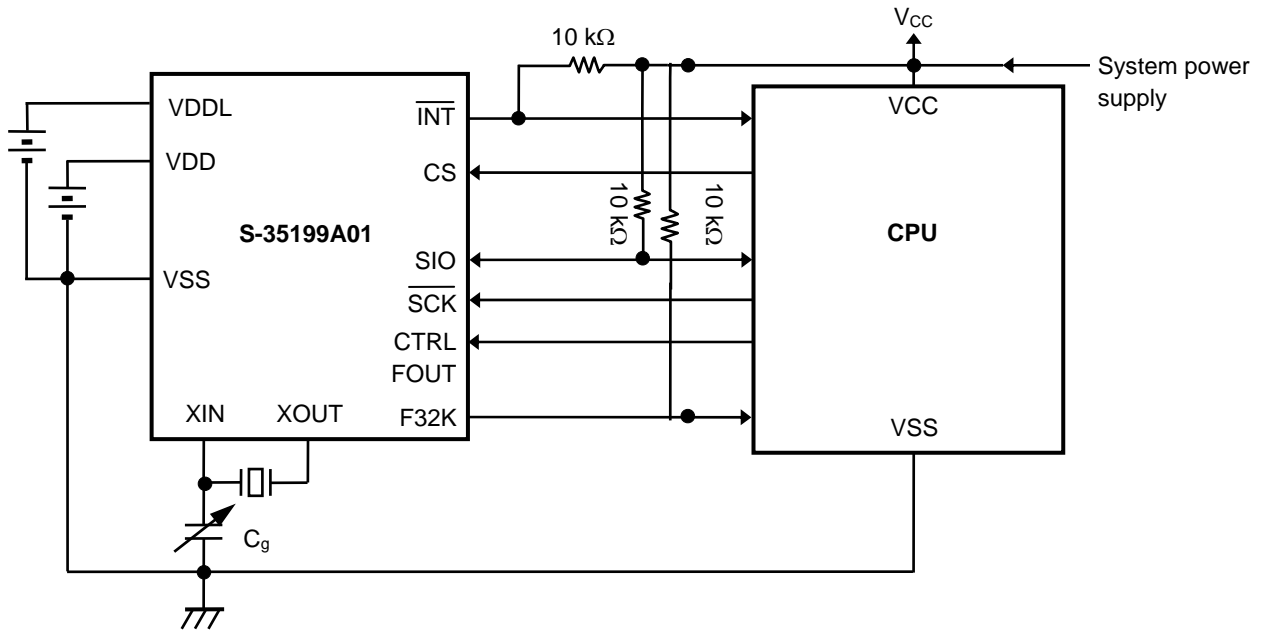 VCC
10 kΩ
System power
supply
VDDL
VDD
VSS
S-35199A01
INT
CS
SIO
SCK
CTRL
FOUT
F32K
XIN
XOUT
10 kΩ
10 kΩ
VCC
CPU
VSS
Cg